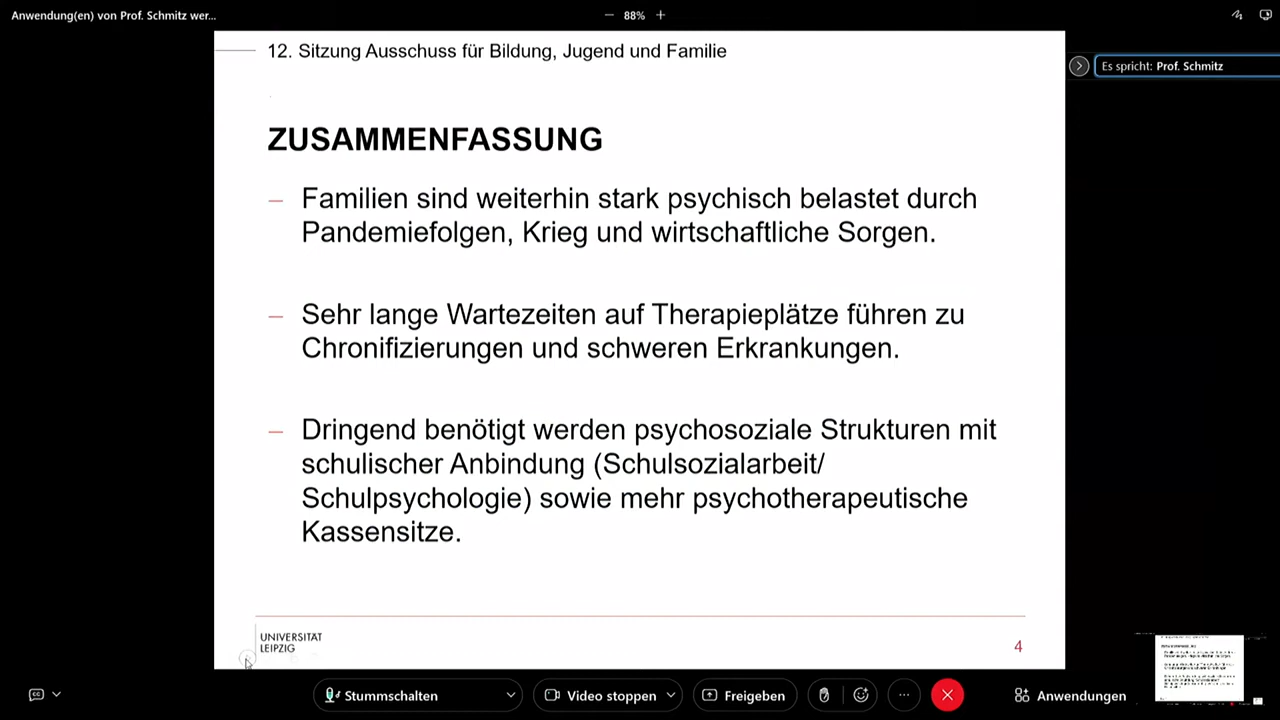 Anwendung(en) von Prof. Schmitz wer...
88%
12. Sitzung Ausschuss für Bildung, Jugend und Familie
Es spricht: Prof. Schmitz
ZUSAMMENFASSUNG
– Familien sind weiterhin stark psychisch belastet durch
Pandemiefolgen, Krieg und wirtschaftliche Sorgen.
– Sehr lange Wartezeiten auf Therapieplätze führen zu
Chronifizierungen und schweren Erkrankungen.
– Dringend benötigt werden psychosoziale Strukturen mit
schulischer Anbindung (Schulsozialarbeit/
Schulpsychologie) sowie mehr psychotherapeutische
Kassensitze.
UNIVERSITÄT
LEIPZIG
4
Stummschalten
Video stoppen
Freigeben
Anwendungen